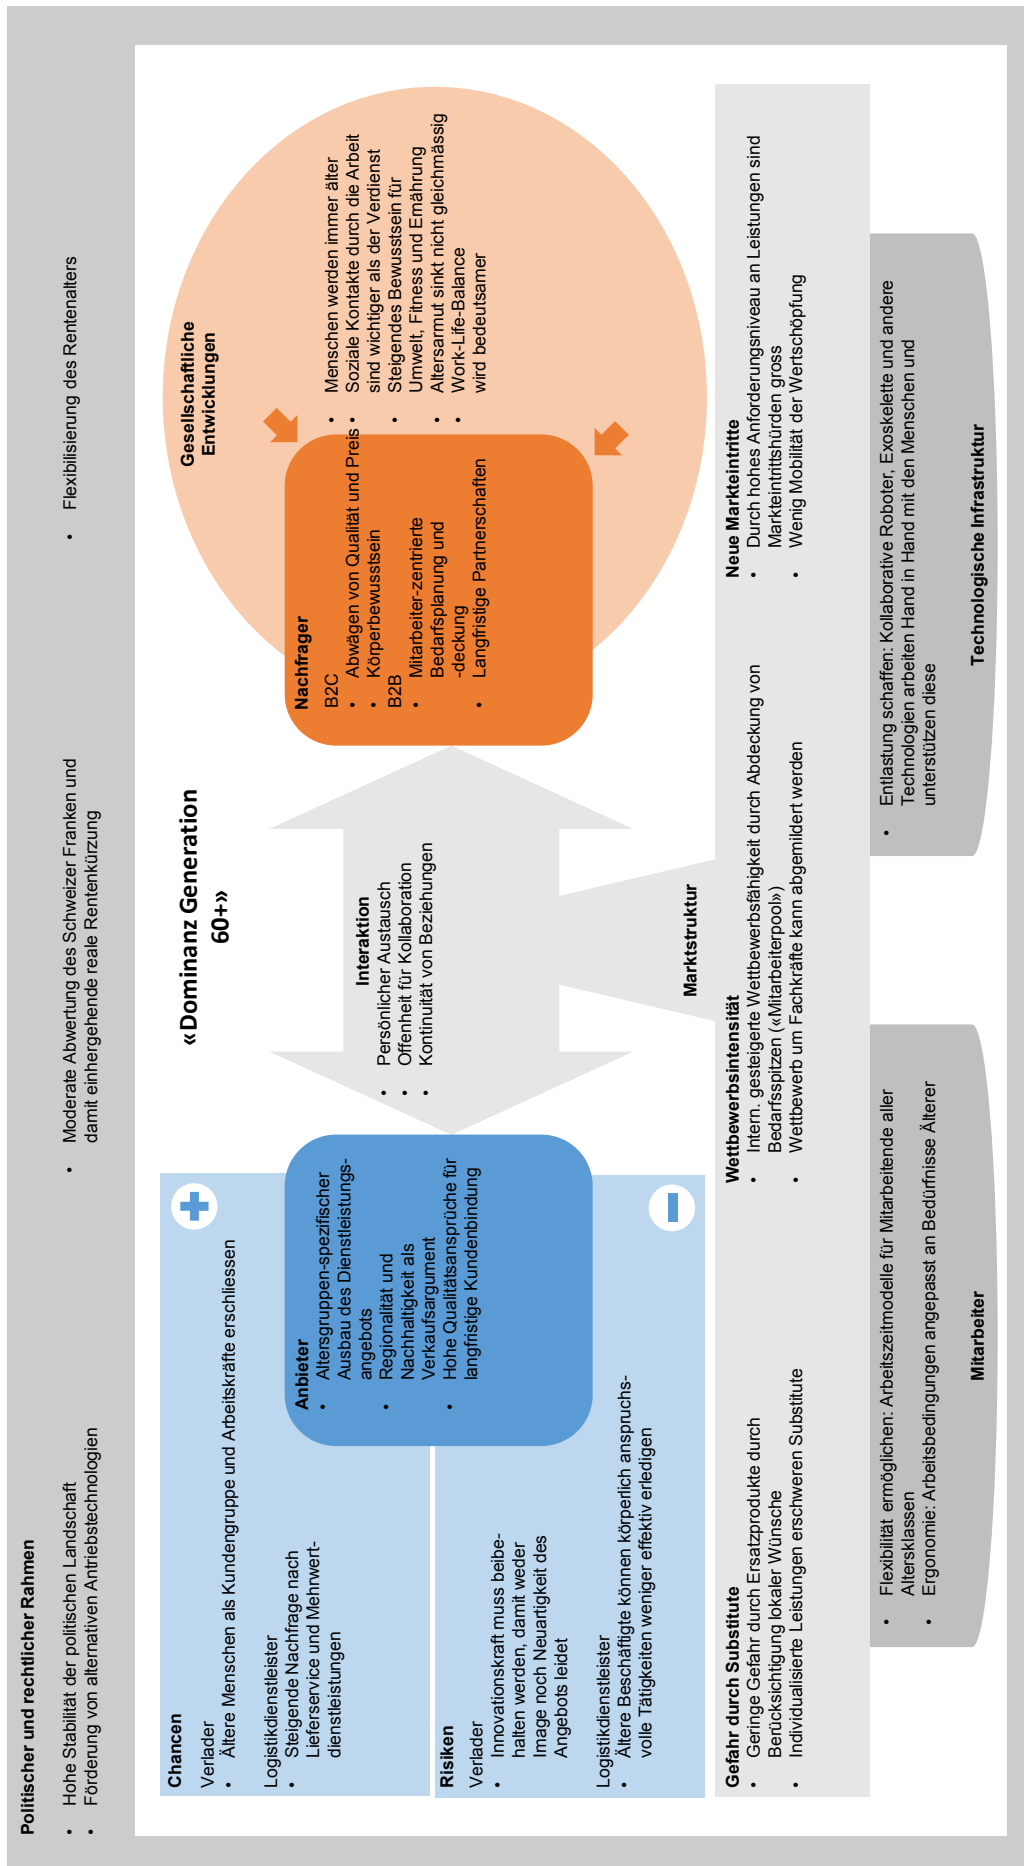 Politischer und rechtlicher Rahmen
• Hohe Stabilität der politischen Landschaft
• Förderung von alternativen Antriebstechnologien
• Moderate Abwertung des Schweizer Franken und
damit einhergehende reale Rentenkürzung
• Flexibilisierung des Rentenalters
«Dominanz Generation
60+»
Chancen
Verlader
• Ältere Menschen als Kundengruppe und Arbeitskräfte erschliessen
Logistikdienstleister
• Steigende Nachfrage nach
Lieferservice und Mehrwert-
dienstleistungen
Risiken
Verlader
• Innovationskraft muss beibe-
halten werden, damit weder
Image noch Neuartigkeit des
Angebots leidet
Logistikdienstleister
• Ältere Beschäftigte können körperlich anspruchs-
volle Tätigkeiten weniger effektiv erledigen
Anbieter
• Altersgruppen-spezifischer
Ausbau des Dienstleistungs-
angebots
• Regionalität und
Nachhaltigkeit als
Verkaufsargument
• Hohe Qualitätsansprüche für
langfristige Kundenbindung
Interaktion
• Persönlicher Austausch
• Offenheit für Kollaboration
• Kontinuität von Beziehungen
Nachfrager
B2C
• Abwägen von Qualität und Preis
• Körperbewusstsein
B2B
• Mitarbeiter-zentrierte
Bedarfsplanung und
-deckung
• Langfristige Partnerschaften
Gesellschaftliche
Entwicklungen
• Menschen werden immer älter
• Soziale Kontakte durch die Arbeit
sind wichtiger als der Verdienst
• Steigendes Bewusstsein für
Umwelt, Fitness und Ernährung
• Altersarmut sinkt nicht gleichmässig
• Work-Life-Balance
wird bedeutsamer
Marktstruktur
Gefahr durch Substitute
• Geringe Gefahr durch Ersatzprodukte durch
Berücksichtigung lokaler Wünsche
• Individualisierte Leistungen erschweren Substitute
Wettbewerbsintensität
• Intern. gesteigerte Wettbewerbsfähigkeit durch Abdeckung von
Bedarfsspitzen («Mitarbeiterpool»)
• Wettbewerb um Fachkräfte kann abgemildert werden
Neue Markteintritte
• Durch hohes Anforderungsniveau an Leistungen sind
Markteintrittshürden gross
• Wenig Mobilität der Wertschöpfung
• Flexibilität ermöglichen: Arbeitszeitmodelle für Mitarbeitende aller
Altersklassen
• Ergonomie: Arbeitsbedingungen angepasst an Bedürfnisse Älterer
Mitarbeiter
• Entlastung schaffen: Kollaborative Roboter, Exoskelette und andere
Technologien arbeiten Hand in Hand mit den Menschen und
unterstützen diese
Technologische Infrastruktur